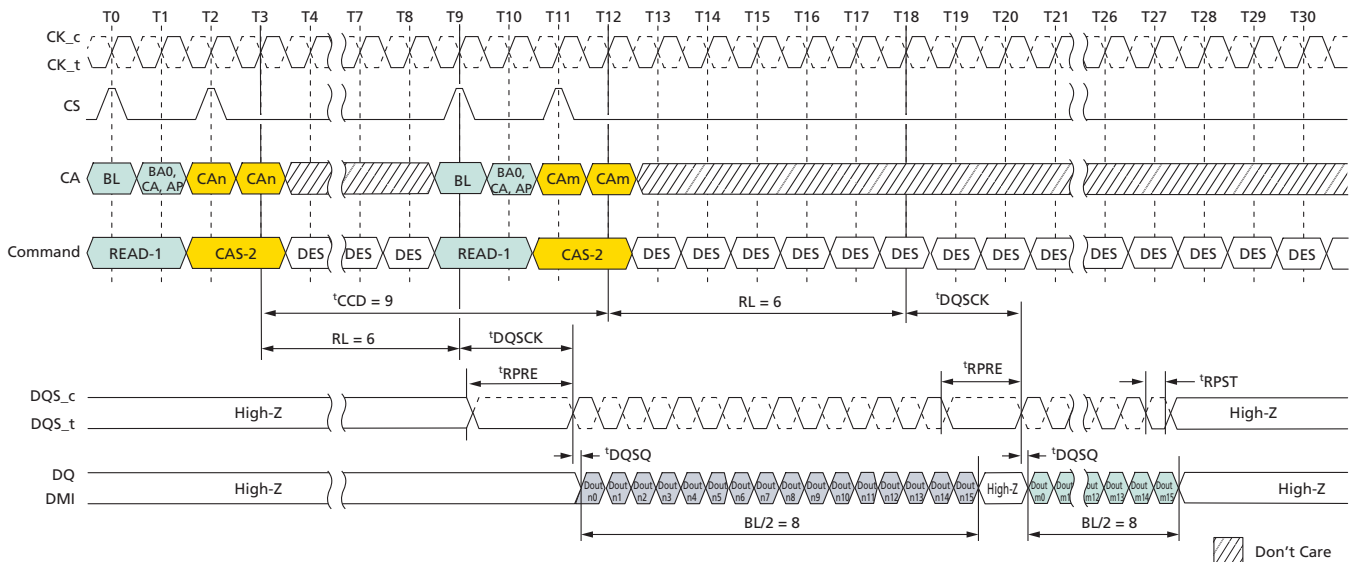 T0 T1 T2 T3 T4 T7 T8 T9 T10 T11 T12 T13 T14 T15 T16 T17 T18 T19 T20 T21 T26 T27 T28 T29 T30
CK_c
CK_t
CS
CA BL BA0, CA, AP CAn CAn BL BA0, CA, AP CAm CAm
Command READ-1 CAS-2 DES DES DES READ-1 CAS-2 DES DES DES DES DES DES DES DES DES DES DES DES DES DES
tCCD = 9 RL = 6 tDQSCK
RL = 6 tDQSCK
tRPRE tRPRE tRPST
DQS_c
DQS_t
High-Z High-Z
tDQSQ tDQSQ
DQ
DMI
High-Z Dout n0 Dout n1 Dout n2 Dout n3 Dout n4 Dout n5 Dout n6 Dout n7 Dout n8 Dout n9 Dout n10 Dout n11 Dout n12 Dout n13 Dout n14 Dout n15 High-Z Dout m0 Dout m1 Dout m12 Dout m13 Dout m14 Dout m15 High-Z
BL/2 = 8 BL/2 = 8
Don't Care